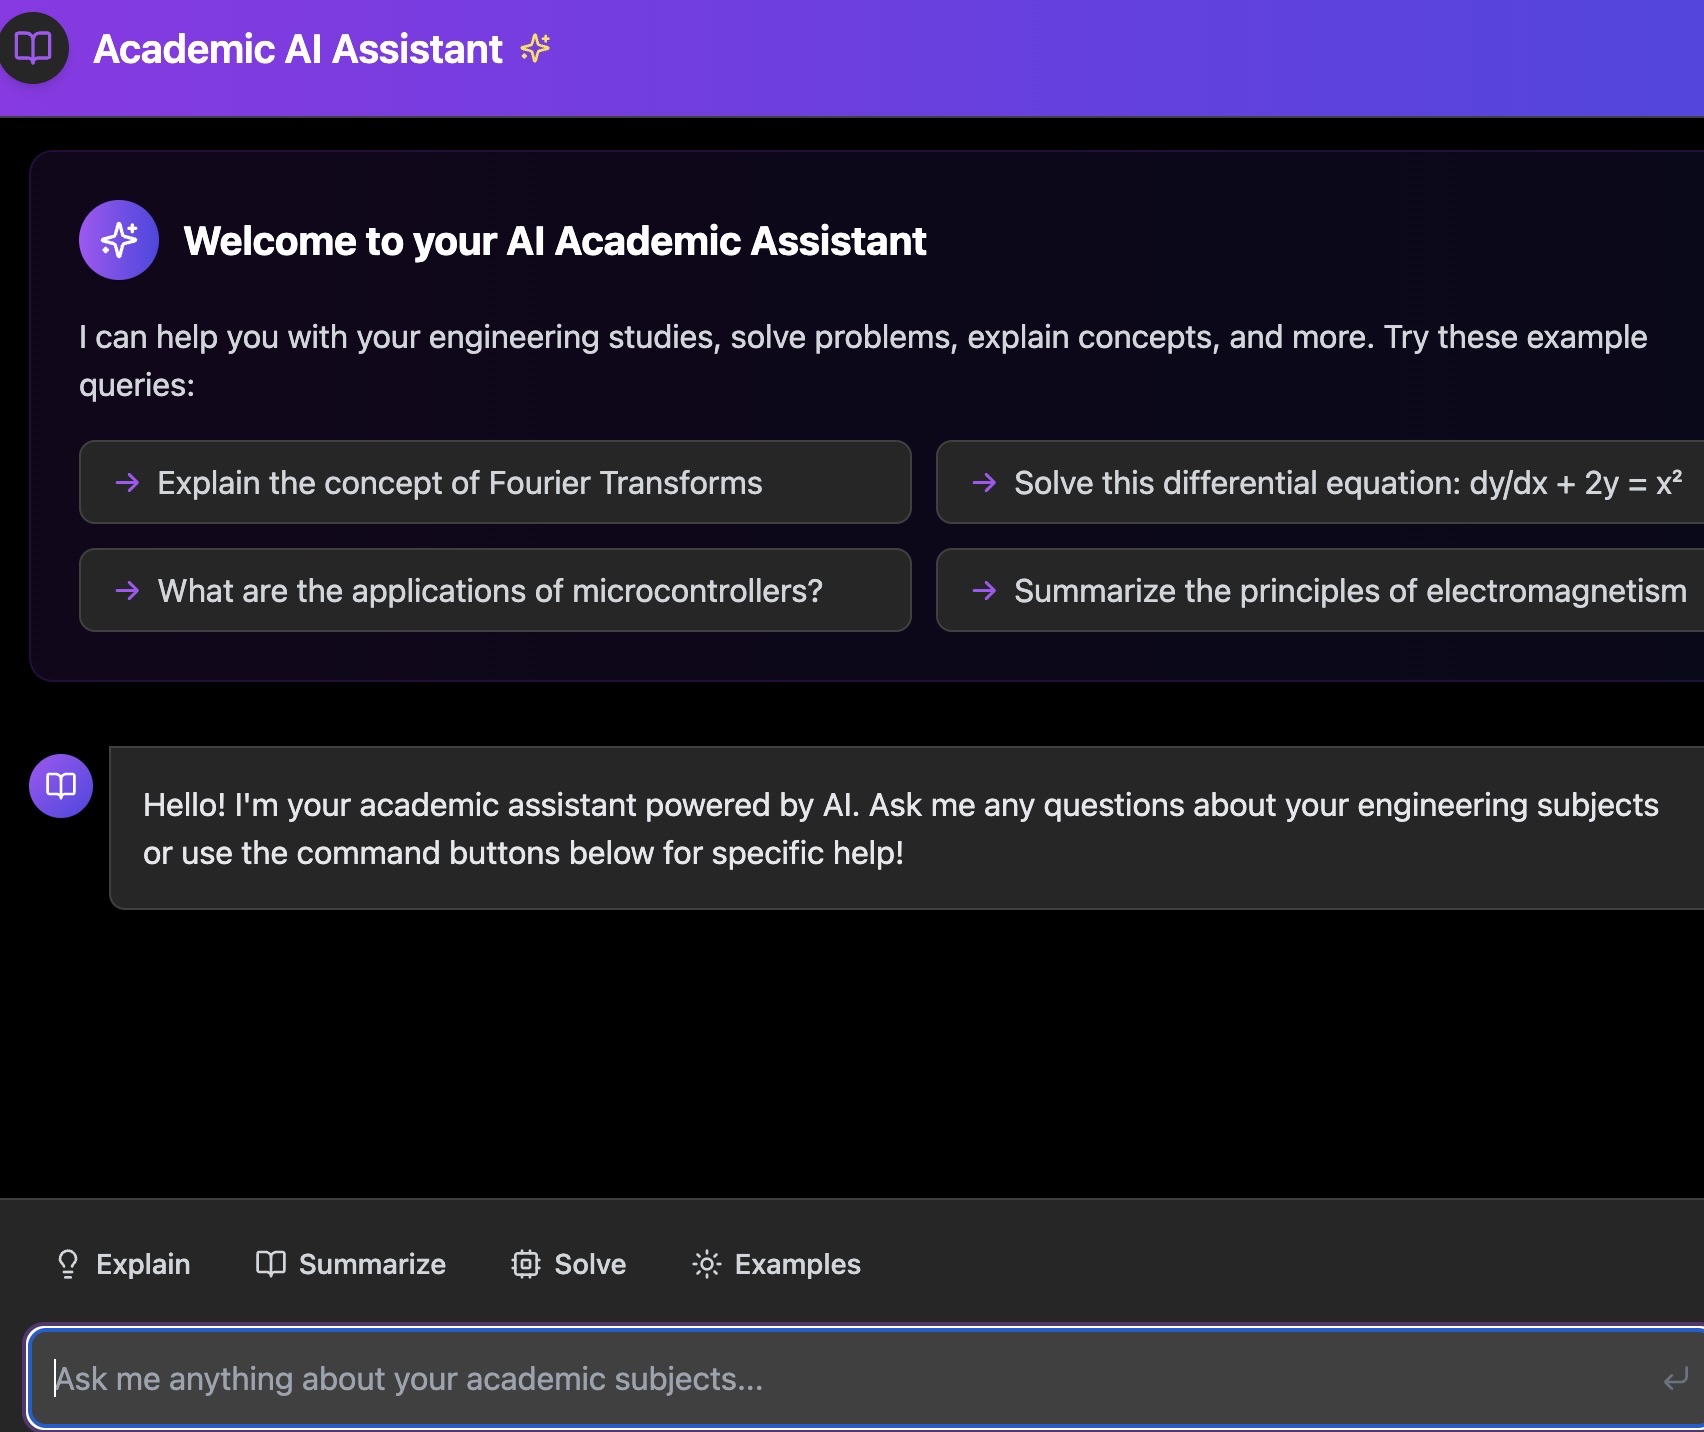 Academic AI Assistant
Welcome to your AI Academic Assistant
I can help you with your engineering studies, solve problems, explain concepts, and more. Try these example
queries:
Explain the concept of Fourier Transforms
Solve this differential equation: dy/dx + 2y = x²
What are the applications of microcontrollers?
Summarize the principles of electromagnetism
Hello! I'm your academic assistant powered by AI. Ask me any questions about your engineering subjects
or use the command buttons below for specific help!
Explain Summarize Solve Examples
Ask me anything about your academic subjects...